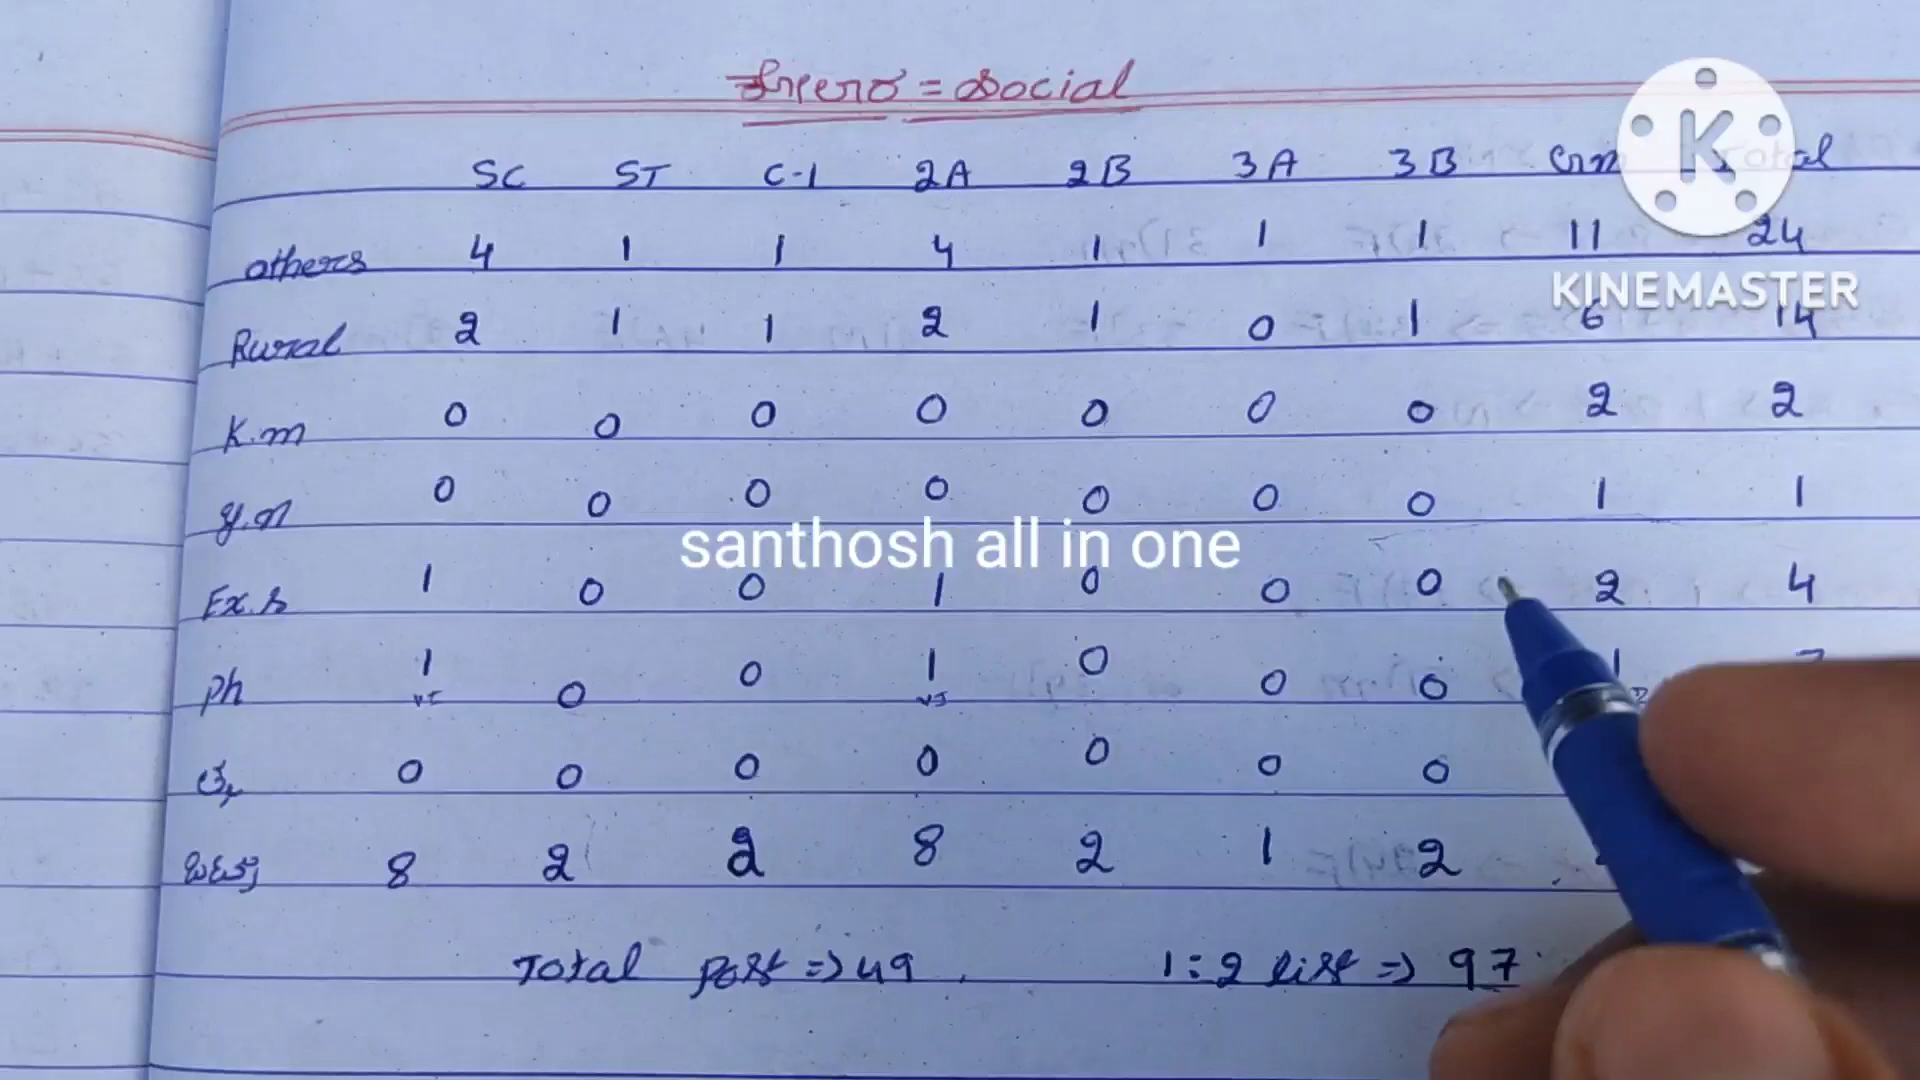 = Social
SC ST C-1 2A 2B 3A 3B Gm Total
others 4 1 1 4 1 1 1 11 24
KINEMASTER
Rural 2 1 1 2 1 0 1 6 14
K.m 0 0 0 0 0 0 0 2 2
0 0 0 0 0 0 0 1 1
santhosh all in one
Ex.s 1 0 0 1 0 0 0 2 4
ph 1 0 0 1 0 0 0 1
0 0 0 0 0 0 0
ಒಟ್ಟು 8 2 2 8 2 1 2
Total post => 49 . 1:2 list => 97